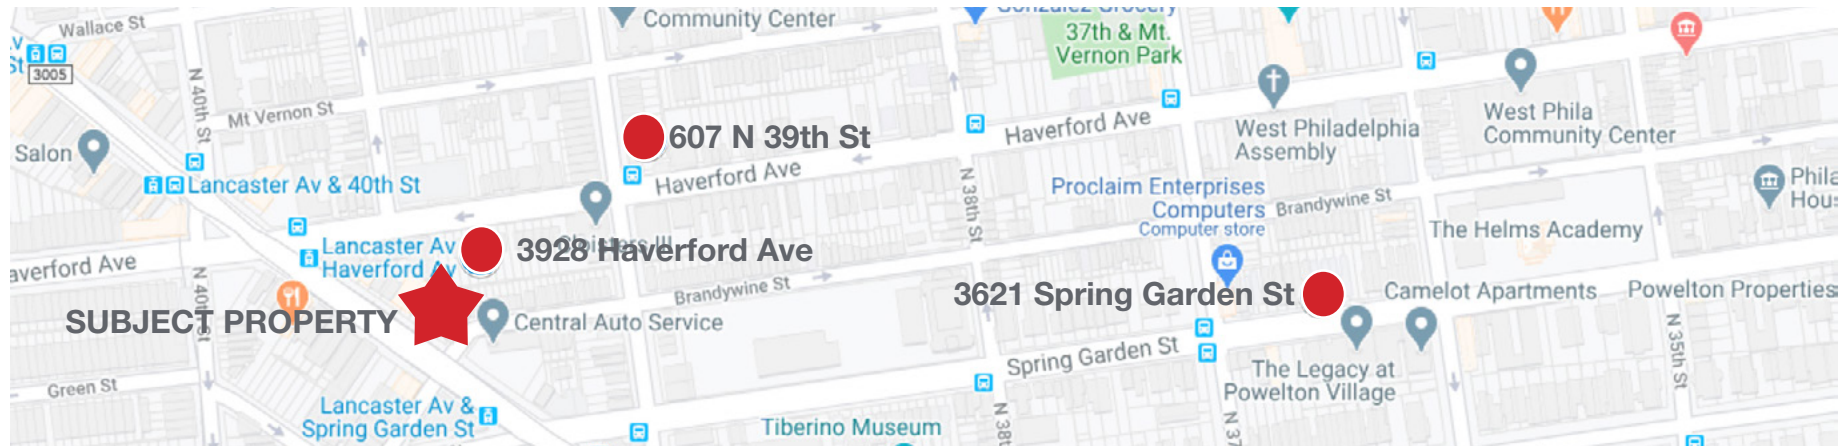 Wallace St
Community Center
37th & Mt.
Vernon Park
3005
N 40th St
Mt Vernon St
Salon
607 N 39th St
Haverford Ave
West Philadelphia
Assembly
West Phila
Community Center
Lancaster Av & 40th St
Haverford Ave
N 38th St
Proclaim Enterprises
Computers
Computer store
Brandywine St
The Helms Academy
Lancaster Av
Haverford Av
3928 Haverford Ave
averford Ave
N 40th St
SUBJECT PROPERTY
Brandywine St
Central Auto Service
3621 Spring Garden St
Camelot Apartments
Powelton Properties
N 35th St
Spring Garden St
The Legacy at
Powelton Village
Green St
Lancaster Av &
Spring Garden St
Tiberino Museum
N 38t
N 37